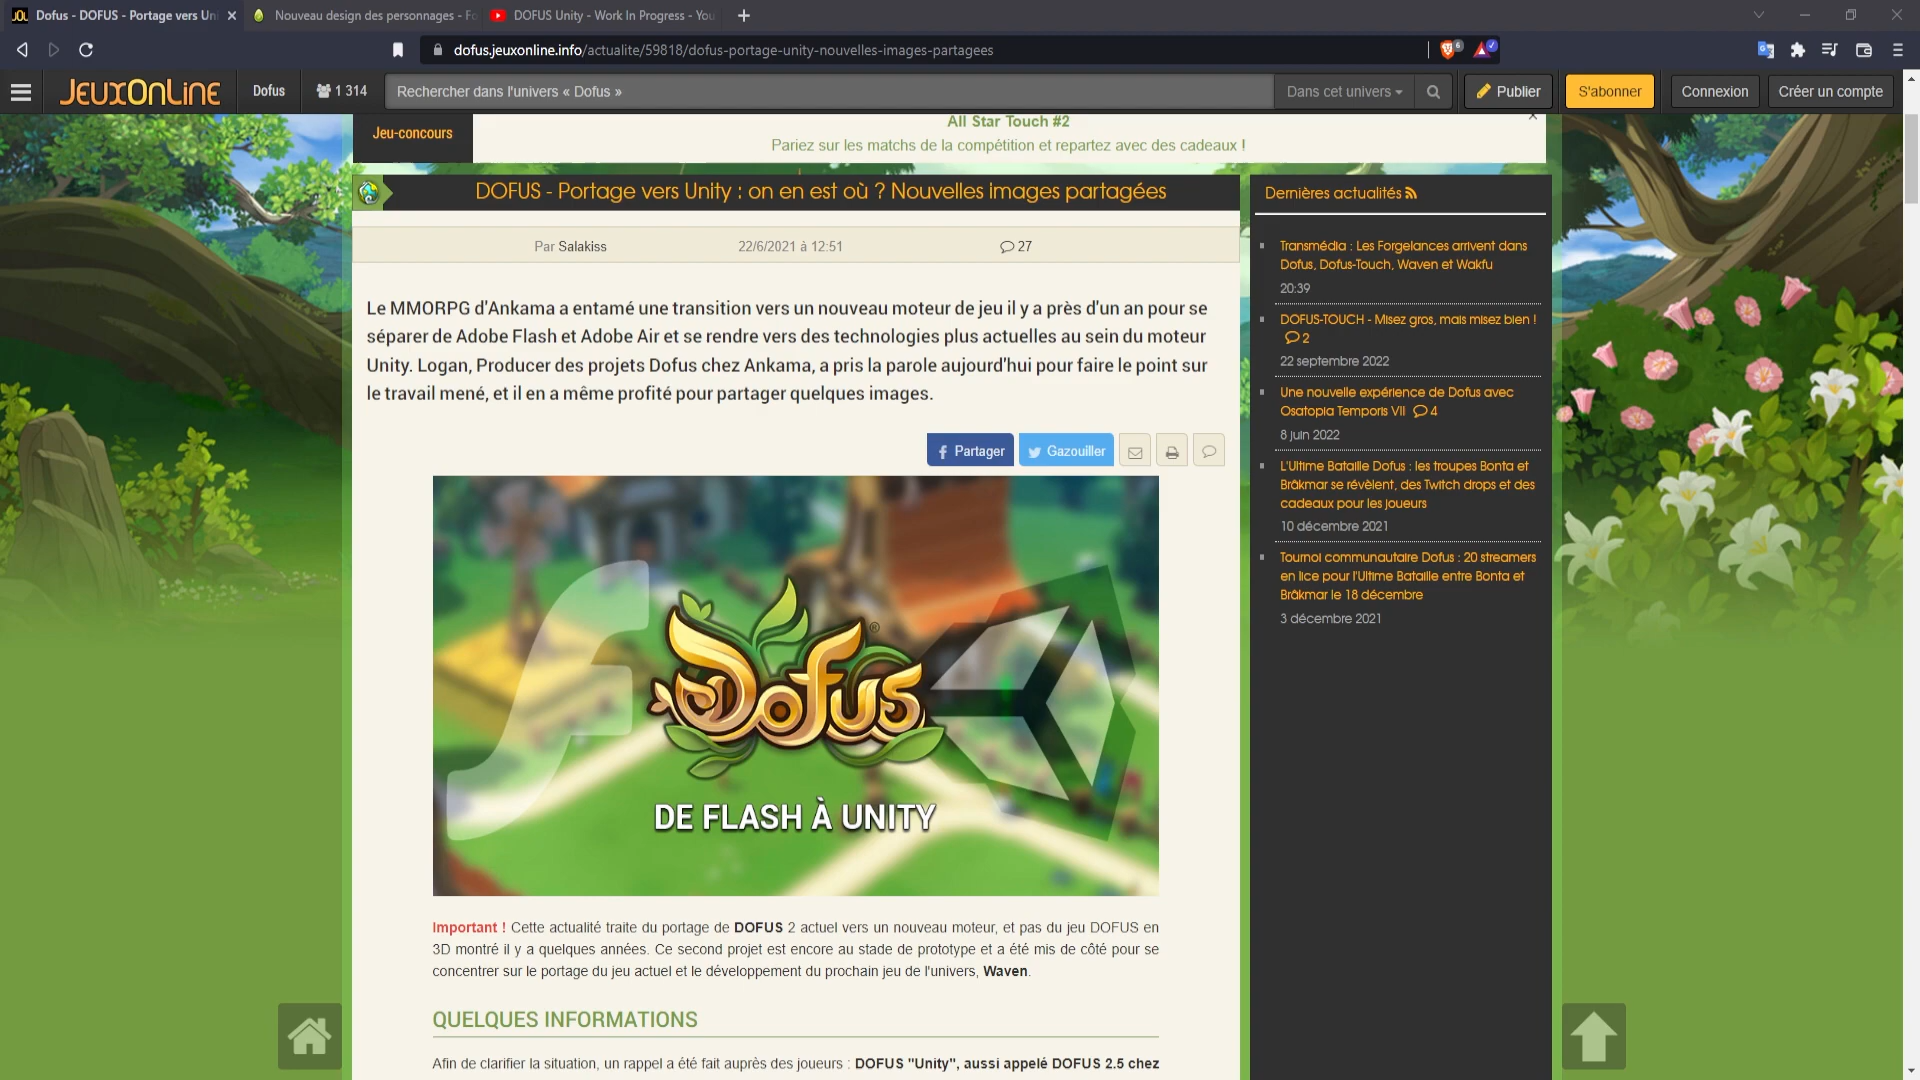 Dofus - DOFUS - Portage vers Un
Nouveau design des personnages - Fo
DOFUS Unity - Work In Progress - You
dofus.jeuxonline.info/actualite/59818/dofus-portage-unity-nouvelles-images-partagees
JEUXONLINE
Dofus
1 314
Rechercher dans l'univers « Dofus »
Dans cet univers
Publier
S'abonner
Connexion
Créer un compte
Jeu-concours
All Star Touch #2
Pariez sur les matchs de la compétition et repartez avec des cadeaux !
DOFUS - Portage vers Unity : on en est où ? Nouvelles images partagées
Par Salakiss
22/6/2021 à 12:51
27
Le MMORPG d'Ankama a entamé une transition vers un nouveau moteur de jeu il y a près d'un an pour se
séparer de Adobe Flash et Adobe Air et se rendre vers des technologies plus actuelles au sein du moteur
Unity. Logan, Producer des projets Dofus chez Ankama, a pris la parole aujourd'hui pour faire le point sur
le travail mené, et il en a même profité pour partager quelques images.
Partager
Gazouiller
DOFUS
®
DE FLASH À UNITY
Important ! Cette actualité traite du portage de DOFUS 2 actuel vers un nouveau moteur, et pas du jeu DOFUS en
3D montré il y a quelques années. Ce second projet est encore au stade de prototype et a été mis de côté pour se
concentrer sur le portage du jeu actuel et le développement du prochain jeu de l'univers, Waven.
QUELQUES INFORMATIONS
Afin de clarifier la situation, un rappel a été fait auprès des joueurs : DOFUS "Unity", aussi appelé DOFUS 2.5 chez
Dernières actualités
Transmédia : Les Forgelances arrivent dans
Dofus, Dofus-Touch, Waven et Wakfu
20:39
DOFUS-TOUCH - Misez gros, mais misez bien !
2
22 septembre 2022
Une nouvelle expérience de Dofus avec
Osatopia Temporis VII 4
8 juin 2022
L'Ultime Bataille Dofus : les troupes Bonta et
Brâkmar se révèlent, des Twitch drops et des
cadeaux pour les joueurs
10 décembre 2021
Tournoi communautaire Dofus : 20 streamers
en lice pour l'Ultime Bataille entre Bonta et
Brâkmar le 18 décembre
3 décembre 2021